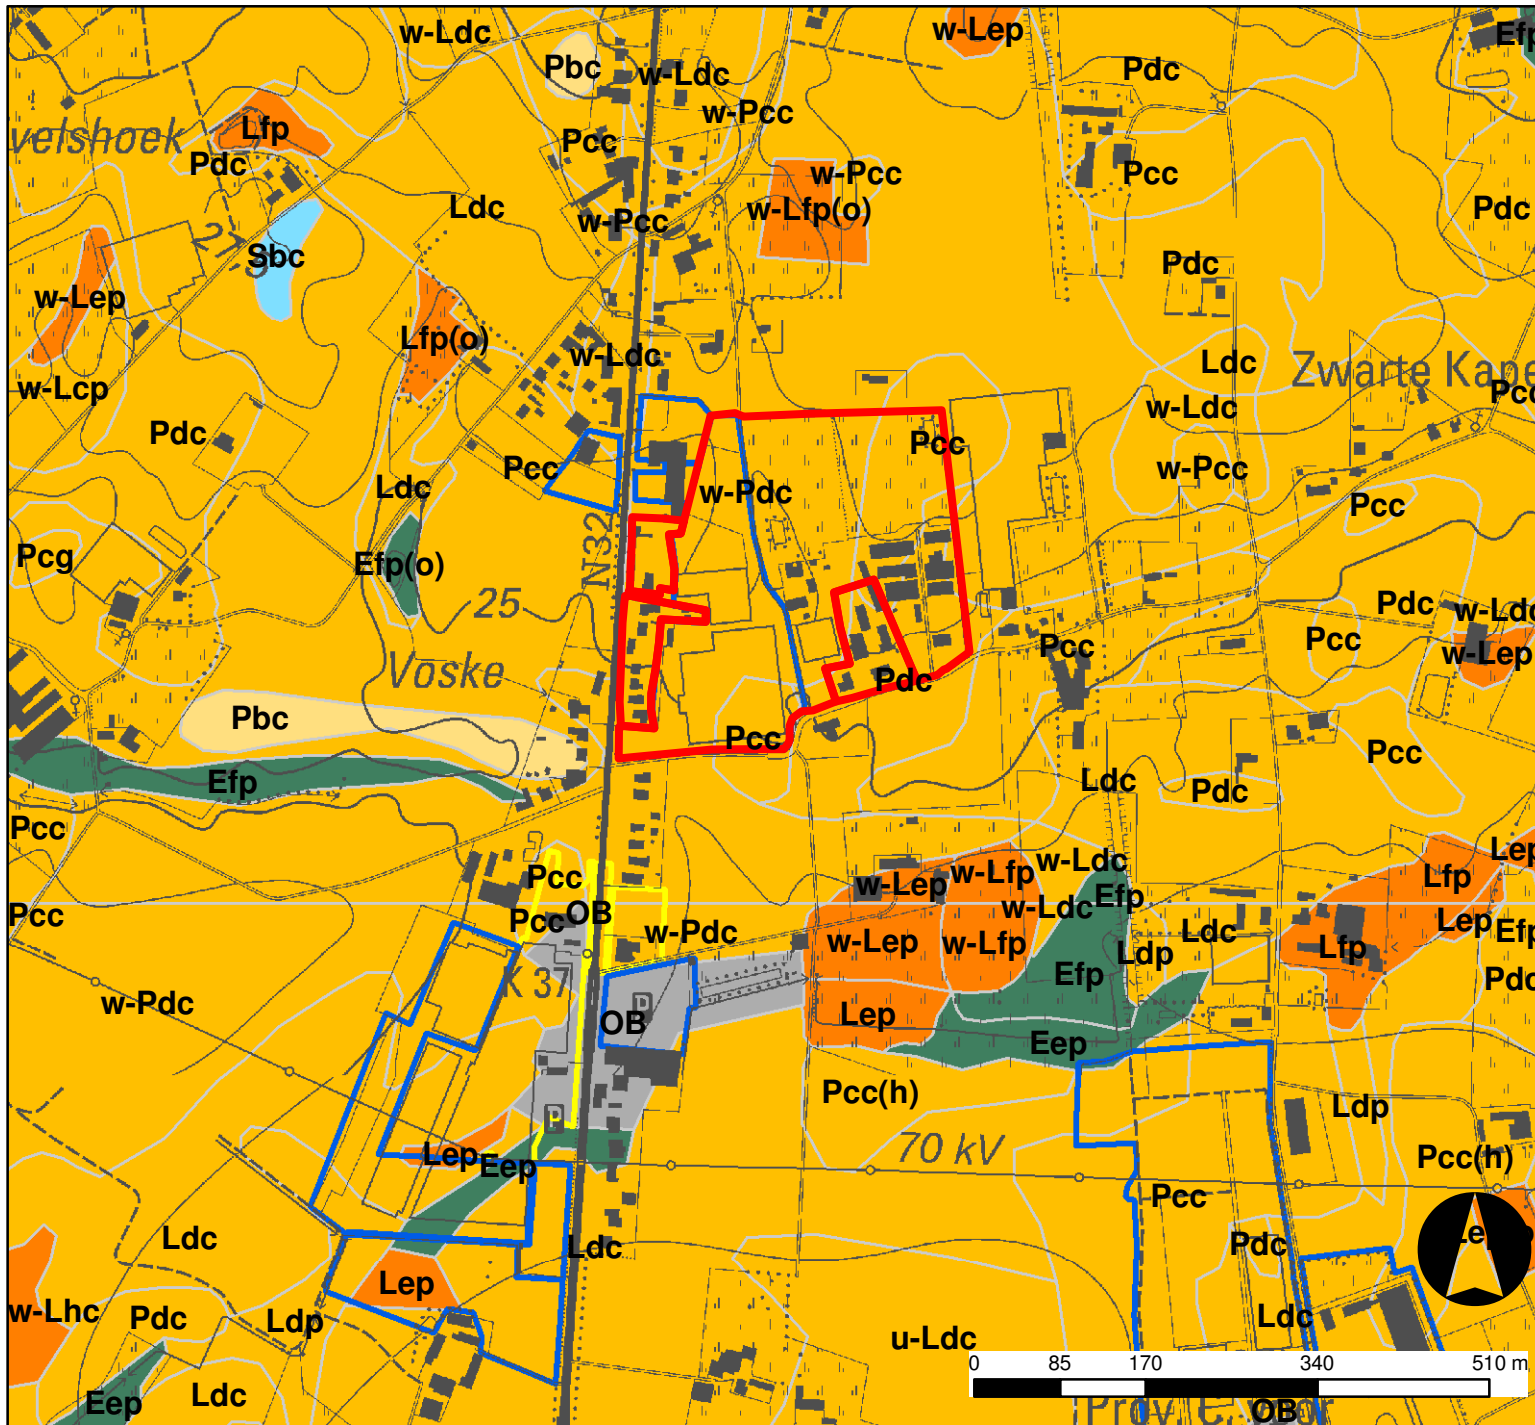 w-Ldc
w-Lep
Efp
Pbc
w-Ldc
Pdc
w-Pcc
velshoek
Lfp
Pcc
Pdc
w-Pcc
Pcc
Ldc
w-Lfp(o)
Pdc
w-Pcc
27.5
Sbc
Pdc
w-Lep
Lfp(o)
w-Ldc
Ldc
Zwarte Kape
w-Lcp
Pcc
w-Ldc
Pdc
Pcc
Pcc
w-Pcc
Ldc
w-Pdc
Pcc
N32
Pcg
Efp(o)
25
Pdc
w-Ldc
Pcc
Pcc
w-Lep
Voske
Pdc
Pbc
Pcc
Pcc
Efp
Ldc
Pdc
Pcc
Lep
w-Ldc
w-Lfp
Pcc
w-Lep
Lfp
Efp
w-Ldc
Pcc
Pcc
OB
Lep
w-Pdc
Ldc
Efp
w-Lep
w-Lfp
Lfp
Ldp
Efp
Pdc
K 37
w-Pdc
P
OB
Lep
Eep
Pcc(h)
Ldp
P
70 kV
Lep
Eep
Pcc(h)
Pcc
Ldc
Ldc
Pdc
Lep
Lep
w-Lhc
Pdc
Ldp
Ldc
u-Ldc
0 85 170 340 510 m
Ldc
Eep
OB